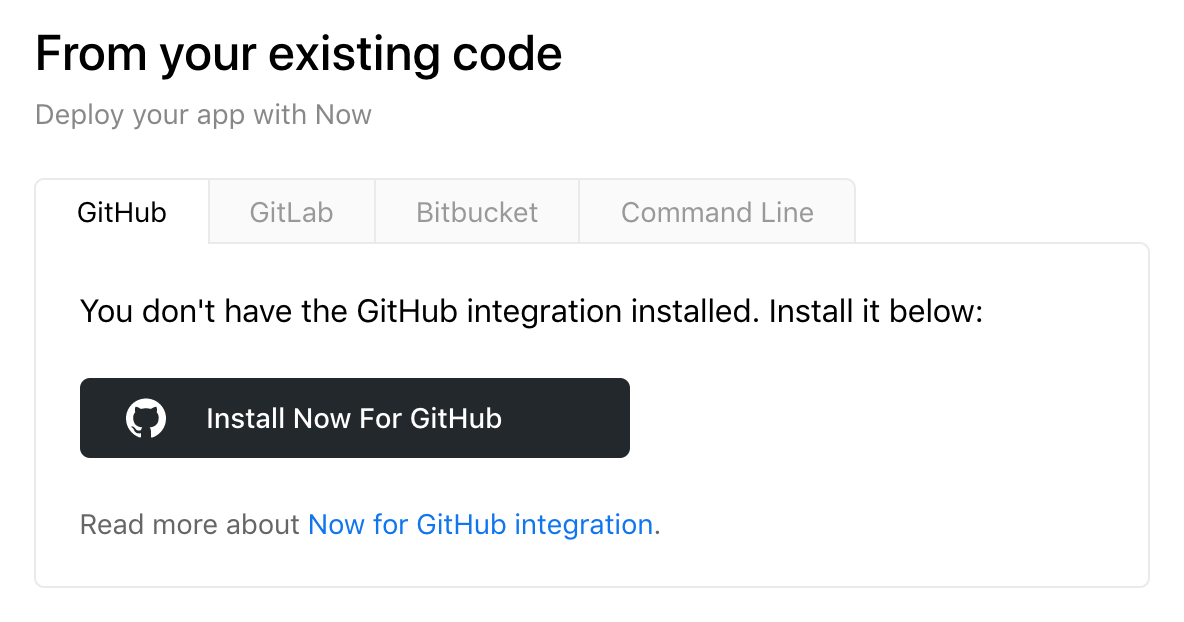 From your existing code
Deploy your app with Now
GitHub GitLab Bitbucket Command Line
You don't have the GitHub integration installed. Install it below:
Install Now For GitHub
Read more about Now for GitHub integration.